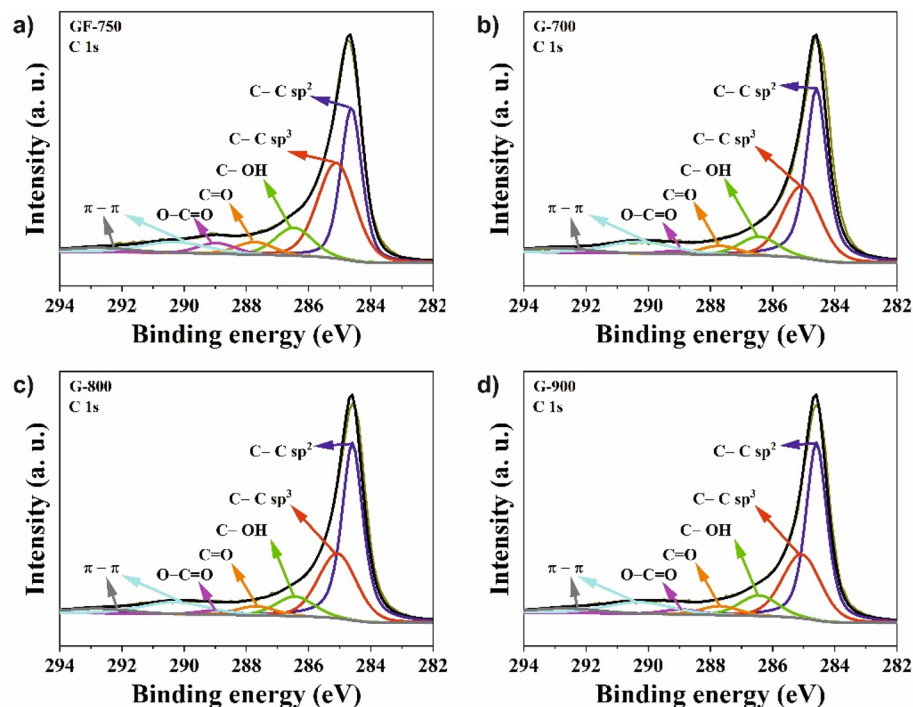 a)
GF-750
C 1s
C– C sp²
C– C sp³
C– OH
C=O
O–C=O
π – π
Intensity (a. u.)
294 292 290 288 286 284 282
Binding energy (eV)
b)
G-700
C 1s
C– C sp²
C– C sp³
C– OH
C=O
O–C=O
π – π
Intensity (a. u.)
294 292 290 288 286 284 282
Binding energy (eV)
c)
G-800
C 1s
C– C sp²
C– C sp³
C– OH
C=O
O–C=O
π – π
Intensity (a. u.)
294 292 290 288 286 284 282
Binding energy (eV)
d)
G-900
C 1s
C– C sp²
C– C sp³
C– OH
C=O
O–C=O
π – π
Intensity (a. u.)
294 292 290 288 286 284 282
Binding energy (eV)